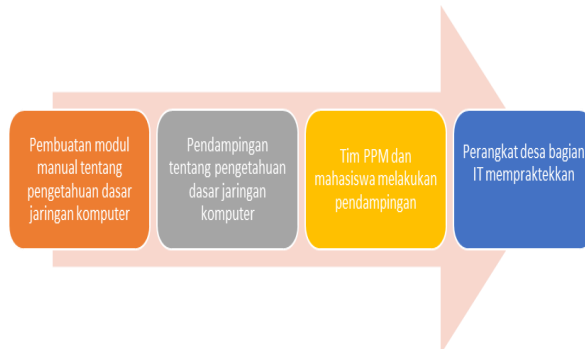 Pembuatan modul
manual tentang
pengetahuan dasar
jaringan komputer
Pendampingan
tentang pengetahuan
dasar jaringan
komputer
Tim PPM dan
mahasiswa melakukan
pendampingan
Perangkat desa bagian
IT mempraktekkan